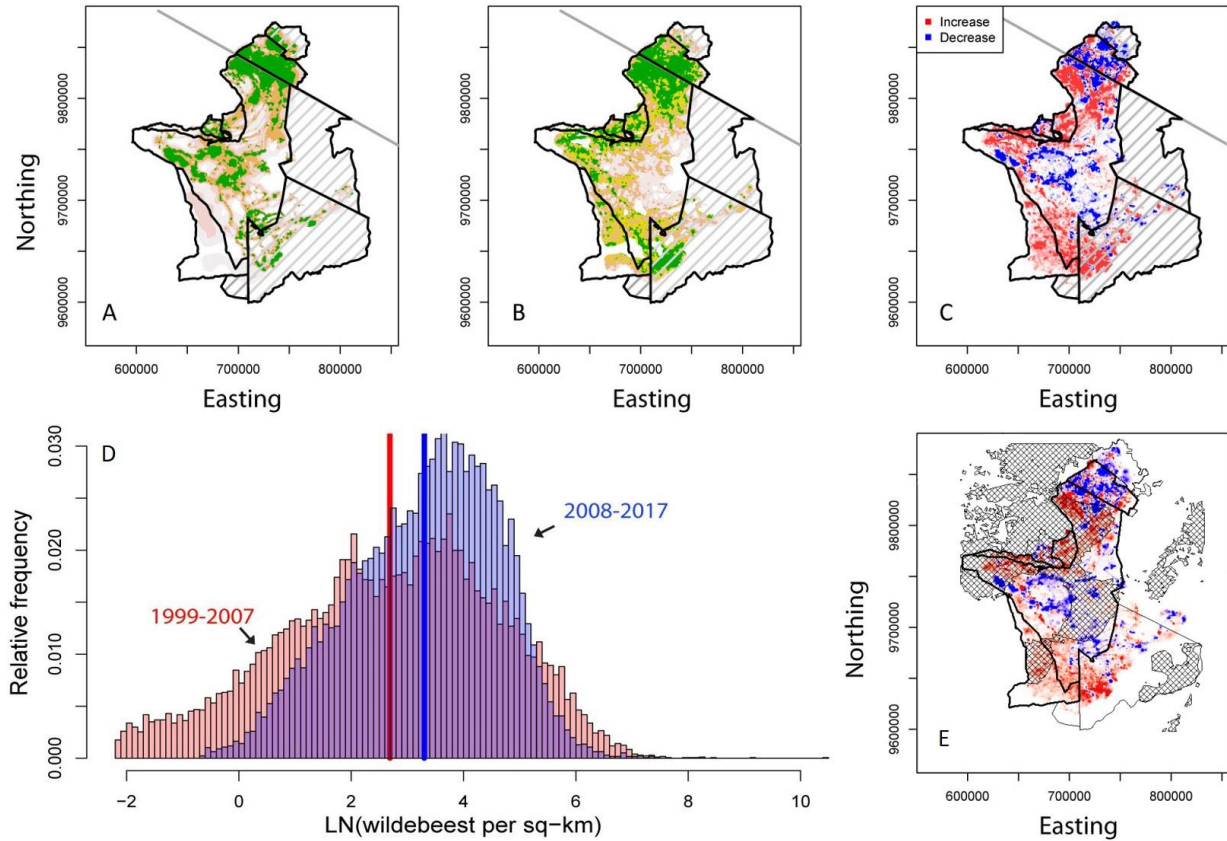 Northing
9600000
9700000
9800000
A
600000
700000
800000
Easting
9600000
9700000
9800000
B
600000
700000
800000
Easting
Increase
Decrease
9600000
9700000
9800000
C
600000
700000
800000
Easting
D
Relative frequency
0.000
0.010
0.020
0.030
1999-2007
2008-2017
−2
0
2
4
6
8
10
LN(wildebeest per sq−km)
Northing
9600000
9700000
9800000
E
600000
700000
800000
Easting